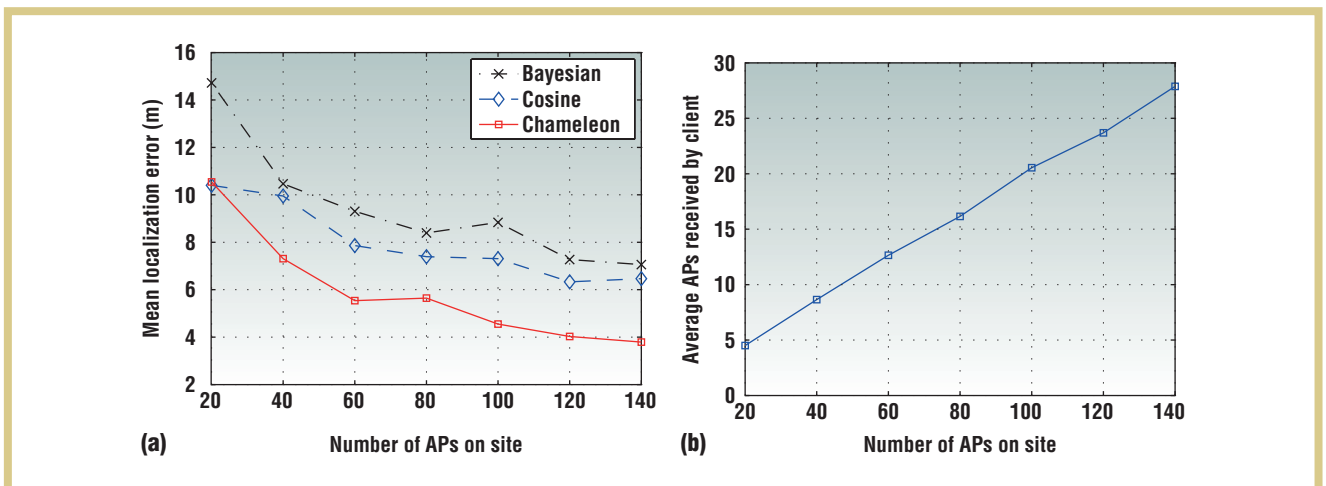 16
14
12
10
8
6
4
2
Mean localization error (m)
Bayesian
Cosine
Chameleon
20 40 60 80 100 120 140
(a) Number of APs on site
30
25
20
15
10
5
0
Average APs received by client
20 40 60 80 100 120 140
(b) Number of APs on site